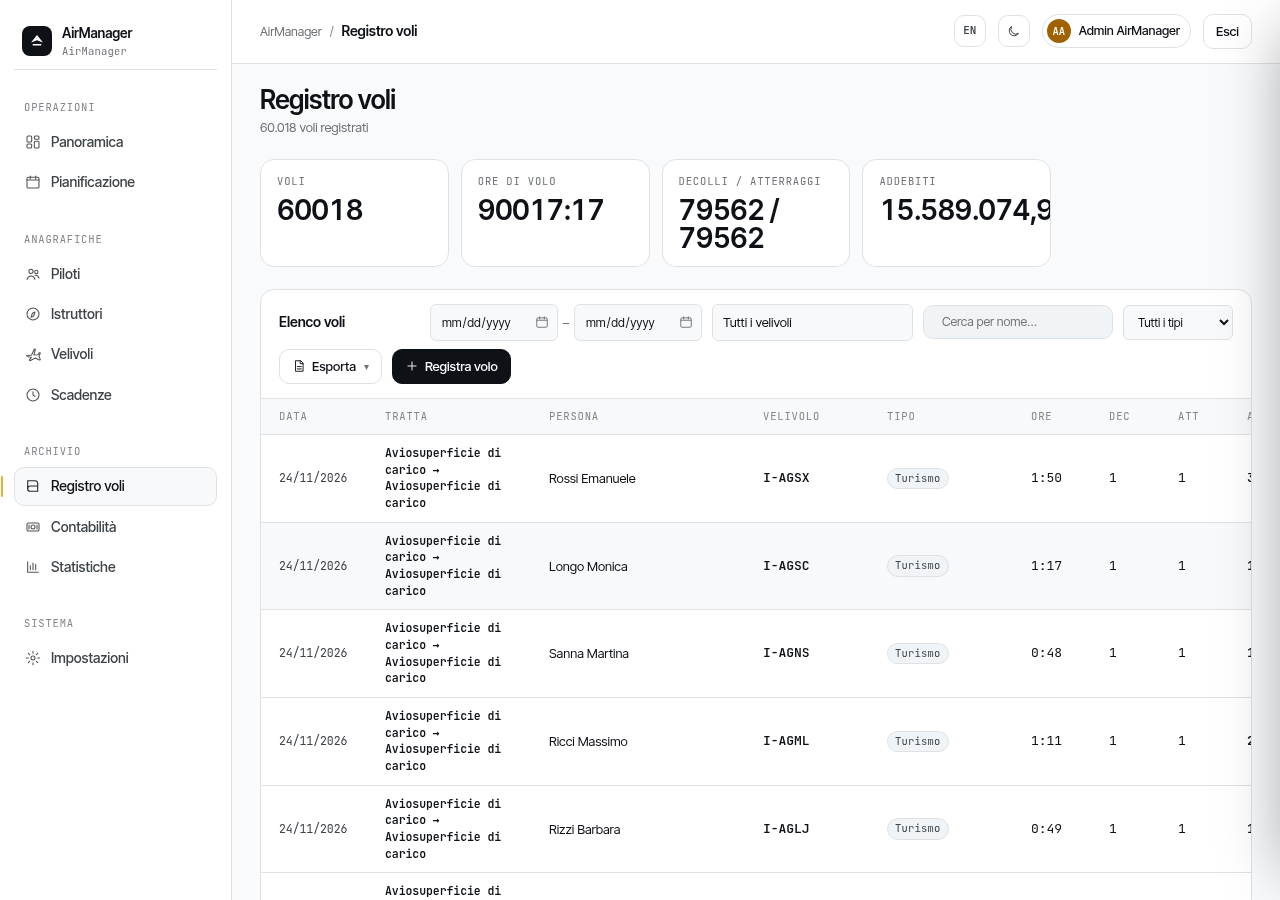 AirManager
AirManager
OPERAZIONI
Panoramica
Pianificazione
ANAGRAFICHE
Piloti
Istruttori
Velivoli
Scadenze
ARCHIVIO
Registro voli
Contabilità
Statistiche
SISTEMA
Impostazioni
AirManager / Registro voli
EN
AA Admin AirManager
Esci
Registro voli
60.018 voli registrati
VOLI
60018
ORE DI VOLO
90017:17
DECOLLI / ATTERRAGGI
79562 /
79562
ADDEBITI
15.589.074,9
Elenco voli
mm/dd/yyyy – mm/dd/yyyy
Tutti i velivoli
Cerca per nome…
Tutti i tipi
Esporta ▾
Registra volo
DATA TRATTA PERSONA VELIVOLO TIPO ORE DEC ATT
24/11/2026
Aviosuperficie di
carico →
Aviosuperficie di
carico
Rossi Emanuele I-AGSX Turismo 1:50 1 1
24/11/2026
Aviosuperficie di
carico →
Aviosuperficie di
carico
Longo Monica I-AGSC Turismo 1:17 1 1
24/11/2026
Aviosuperficie di
carico →
Aviosuperficie di
carico
Sanna Martina I-AGNS Turismo 0:48 1 1
24/11/2026
Aviosuperficie di
carico →
Aviosuperficie di
carico
Ricci Massimo I-AGML Turismo 1:11 1 1
24/11/2026
Aviosuperficie di
carico →
Aviosuperficie di
carico
Rizzi Barbara I-AGLJ Turismo 0:49 1 1
Aviosuperficie di